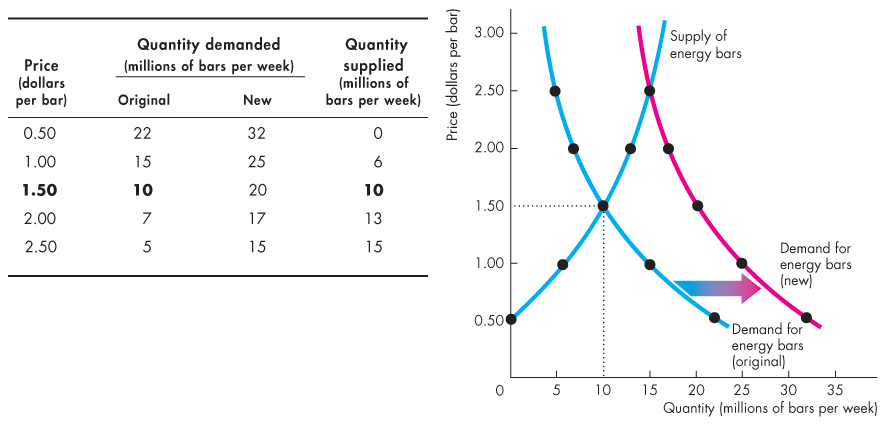 Quantity demanded
(millions of bars per week)
Price
(dollars
per bar)
Original
New
Quantity
supplied
(millions of
bars per week)
0.50 22 32 0
1.00 15 25 6
1.50 10 20 10
2.00 7 17 13
2.50 5 15 15
Price (dollars per bar)
3.00
2.50
2.00
1.50
1.00
0.50
0 5 10 15 20 25 30 35
Quantity (millions of bars per week)
Supply of
energy bars
Demand for
energy bars
(new)
Demand for
energy bars
(original)